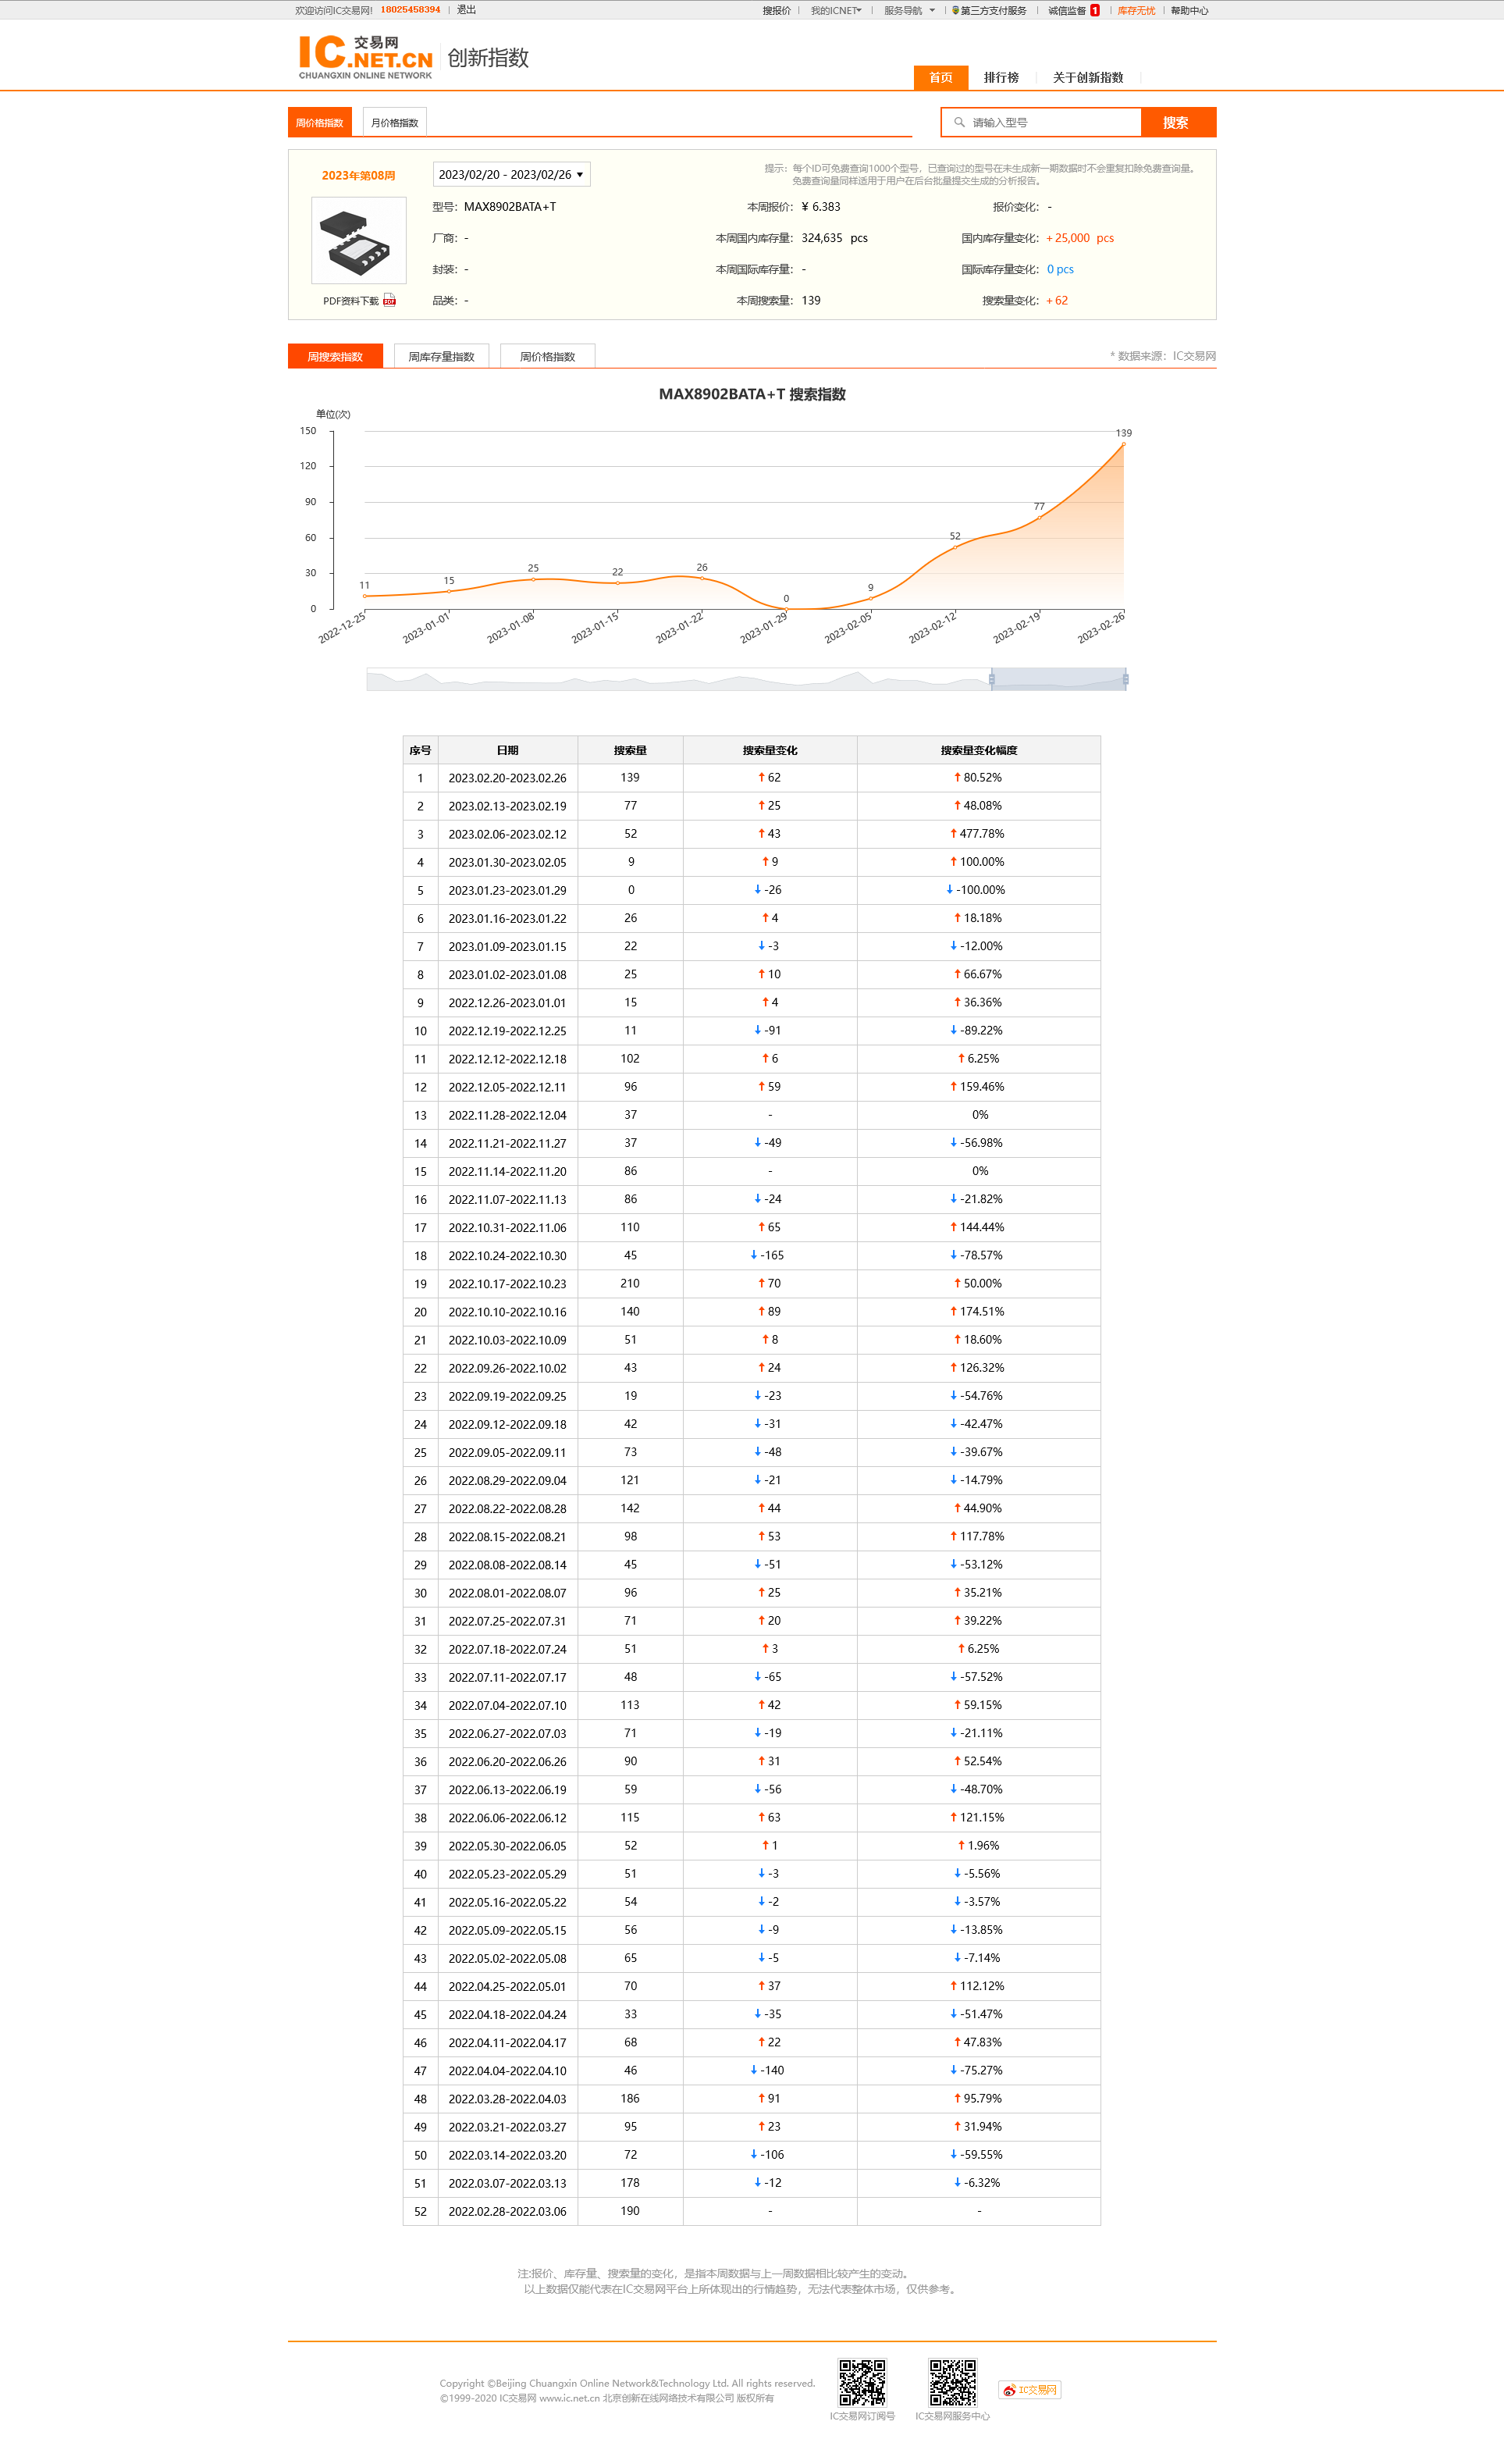 欢迎访问IC交易网! 18025458394 退出 搜报价 我的ICNET 服务导航 第三方支付服务 诚信监督 1 库存无忧 帮助中心
IC 交易网 .NET.CN
CHUANGXIN ONLINE NETWORK
创新指数
首页 排行榜 关于创新指数
周价格指数 月价格指数 请输入型号 搜索
2023年第08周 2023/02/20 - 2023/02/26 提示：每个ID可免费查询1000个型号，已查询过的型号在未生成新一期数据时不会重复扣除免费查询量。
免费查询量同样适用于用户在后台批量提交生成的分析报告。
型号：MAX8902BATA+T 本周报价：¥ 6.383 报价变化：-
厂商：- 本周国内库存量：324,635 pcs 国内库存量变化：+25,000 pcs
封装：- 本周国际库存量：- 国际库存量变化：0 pcs
PDF资料下载 PDF 品类：- 本周搜索量：139 搜索量变化：+62
周搜索指数 周库存量指数 周价格指数 * 数据来源：IC交易网
MAX8902BATA+T 搜索指数
单位(次)
150
120
90
60
30
0
11 15 25 22 26 0 9 52 77 139
2022-12-25 2023-01-01 2023-01-08 2023-01-15 2023-01-22 2023-01-29 2023-02-05 2023-02-12 2023-02-19 2023-02-26
序号 日期 搜索量 搜索量变化 搜索量变化幅度
1 2023.02.20-2023.02.26 139 ↑ 62 ↑ 80.52%
2 2023.02.13-2023.02.19 77 ↑ 25 ↑ 48.08%
3 2023.02.06-2023.02.12 52 ↑ 43 ↑ 477.78%
4 2023.01.30-2023.02.05 9 ↑ 9 ↑ 100.00%
5 2023.01.23-2023.01.29 0 ↓ -26 ↓ -100.00%
6 2023.01.16-2023.01.22 26 ↑ 4 ↑ 18.18%
7 2023.01.09-2023.01.15 22 ↓ -3 ↓ -12.00%
8 2023.01.02-2023.01.08 25 ↑ 10 ↑ 66.67%
9 2022.12.26-2023.01.01 15 ↑ 4 ↑ 36.36%
10 2022.12.19-2022.12.25 11 ↓ -91 ↓ -89.22%
11 2022.12.12-2022.12.18 102 ↑ 6 ↑ 6.25%
12 2022.12.05-2022.12.11 96 ↑ 59 ↑ 159.46%
13 2022.11.28-2022.12.04 37 - 0%
14 2022.11.21-2022.11.27 37 ↓ -49 ↓ -56.98%
15 2022.11.14-2022.11.20 86 - 0%
16 2022.11.07-2022.11.13 86 ↓ -24 ↓ -21.82%
17 2022.10.31-2022.11.06 110 ↑ 65 ↑ 144.44%
18 2022.10.24-2022.10.30 45 ↓ -165 ↓ -78.57%
19 2022.10.17-2022.10.23 210 ↑ 70 ↑ 50.00%
20 2022.10.10-2022.10.16 140 ↑ 89 ↑ 174.51%
21 2022.10.03-2022.10.09 51 ↑ 8 ↑ 18.60%
22 2022.09.26-2022.10.02 43 ↑ 24 ↑ 126.32%
23 2022.09.19-2022.09.25 19 ↓ -23 ↓ -54.76%
24 2022.09.12-2022.09.18 42 ↓ -31 ↓ -42.47%
25 2022.09.05-2022.09.11 73 ↓ -48 ↓ -39.67%
26 2022.08.29-2022.09.04 121 ↓ -21 ↓ -14.79%
27 2022.08.22-2022.08.28 142 ↑ 44 ↑ 44.90%
28 2022.08.15-2022.08.21 98 ↑ 53 ↑ 117.78%
29 2022.08.08-2022.08.14 45 ↓ -51 ↓ -53.12%
30 2022.08.01-2022.08.07 96 ↑ 25 ↑ 35.21%
31 2022.07.25-2022.07.31 71 ↑ 20 ↑ 39.22%
32 2022.07.18-2022.07.24 51 ↑ 3 ↑ 6.25%
33 2022.07.11-2022.07.17 48 ↓ -65 ↓ -57.52%
34 2022.07.04-2022.07.10 113 ↑ 42 ↑ 59.15%
35 2022.06.27-2022.07.03 71 ↓ -19 ↓ -21.11%
36 2022.06.20-2022.06.26 90 ↑ 31 ↑ 52.54%
37 2022.06.13-2022.06.19 59 ↓ -56 ↓ -48.70%
38 2022.06.06-2022.06.12 115 ↑ 63 ↑ 121.15%
39 2022.05.30-2022.06.05 52 ↑ 1 ↑ 1.96%
40 2022.05.23-2022.05.29 51 ↓ -3 ↓ -5.56%
41 2022.05.16-2022.05.22 54 ↓ -2 ↓ -3.57%
42 2022.05.09-2022.05.15 56 ↓ -9 ↓ -13.85%
43 2022.05.02-2022.05.08 65 ↓ -5 ↓ -7.14%
44 2022.04.25-2022.05.01 70 ↑ 37 ↑ 112.12%
45 2022.04.18-2022.04.24 33 ↓ -35 ↓ -51.47%
46 2022.04.11-2022.04.17 68 ↑ 22 ↑ 47.83%
47 2022.04.04-2022.04.10 46 ↓ -140 ↓ -75.27%
48 2022.03.28-2022.04.03 186 ↑ 91 ↑ 95.79%
49 2022.03.21-2022.03.27 95 ↑ 23 ↑ 31.94%
50 2022.03.14-2022.03.20 72 ↓ -106 ↓ -59.55%
51 2022.03.07-2022.03.13 178 ↓ -12 ↓ -6.32%
52 2022.02.28-2022.03.06 190 - -
注:报价、库存量、搜索量的变化，是指本周数据与上一周数据相比较产生的变动。
以上数据仅能代表在IC交易网平台上所体现出的行情趋势，无法代表整体市场，仅供参考。
Copyright ©Beijing Chuangxin Online Network&Technology Ltd. All rights reserved.
©1999-2020 IC交易网 www.ic.net.cn 北京创新在线网络技术有限公司 版权所有
IC交易网订阅号 IC交易网服务中心 IC交易网